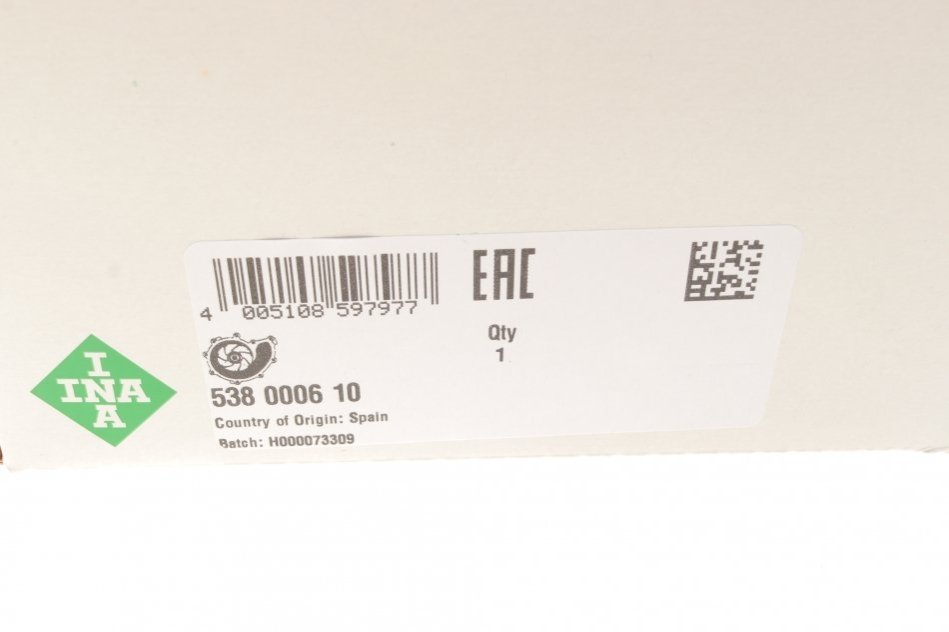 4 005108 597977
EAC
Qty
1
538 0006 10
Country of Origin: Spain
Batch: H000073309
I
INA
A